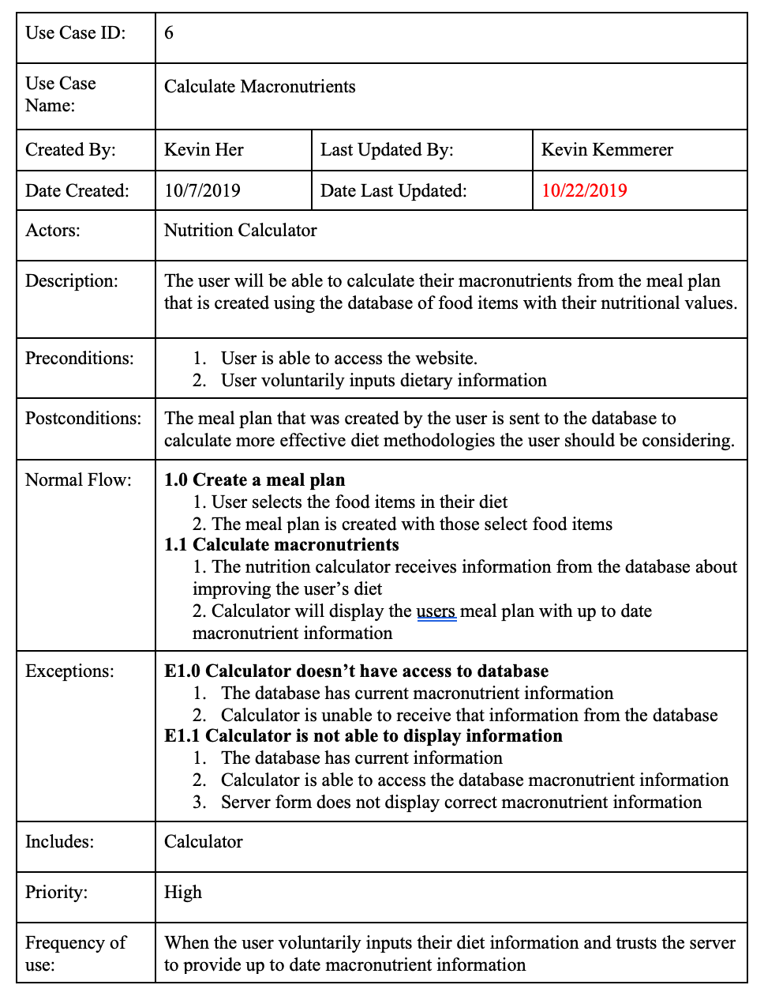 Use Case ID: 6
Use Case
Name:
Calculate Macronutrients
Created By: Kevin Her Last Updated By: Kevin Kemmerer
Date Created: 10/7/2019 Date Last Updated: 10/22/2019
Actors: Nutrition Calculator
Description: The user will be able to calculate their macronutrients from the meal plan
that is created using the database of food items with their nutritional values.
Preconditions: 1. User is able to access the website.
2. User voluntarily inputs dietary information
Postconditions: The meal plan that was created by the user is sent to the database to
calculate more effective diet methodologies the user should be considering.
Normal Flow: 1.0 Create a meal plan
1. User selects the food items in their diet
2. The meal plan is created with those select food items
1.1 Calculate macronutrients
1. The nutrition calculator receives information from the database about
improving the user’s diet
2. Calculator will display the users meal plan with up to date
macronutrient information
Exceptions: E1.0 Calculator doesn’t have access to database
1. The database has current macronutrient information
2. Calculator is unable to receive that information from the database
E1.1 Calculator is not able to display information
1. The database has current information
2. Calculator is able to access the database macronutrient information
3. Server form does not display correct macronutrient information
Includes: Calculator
Priority: High
Frequency of
use:
When the user voluntarily inputs their diet information and trusts the server
to provide up to date macronutrient information